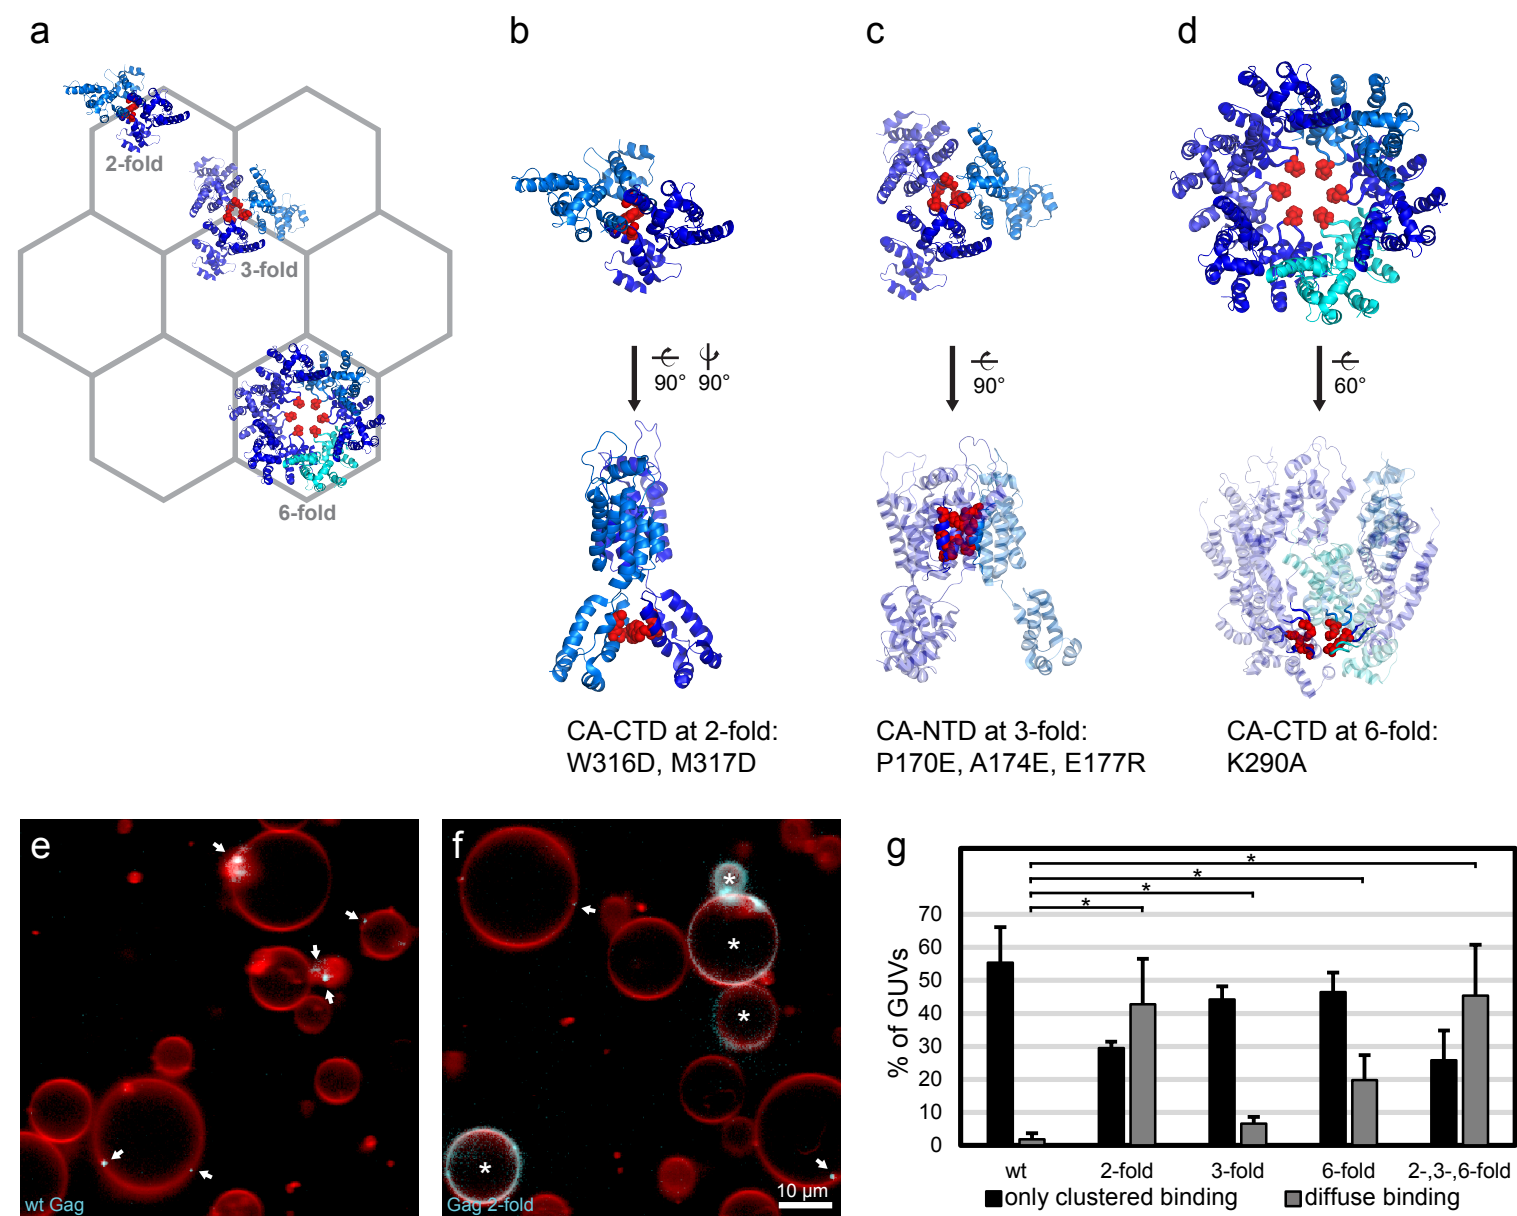 a
b
c
d
2-fold
3-fold
6-fold
90° 90°
90°
60°
CA-CTD at 2-fold:
W316D, M317D
CA-NTD at 3-fold:
P170E, A174E, E177R
CA-CTD at 6-fold:
K290A
e
wt Gag
f
* * * *
Gag 2-fold
10 µm
g
* * * *
% of GUVs
70
60
50
40
30
20
10
0
wt 2-fold 3-fold 6-fold 2-,3-,6-fold
only clustered binding diffuse binding